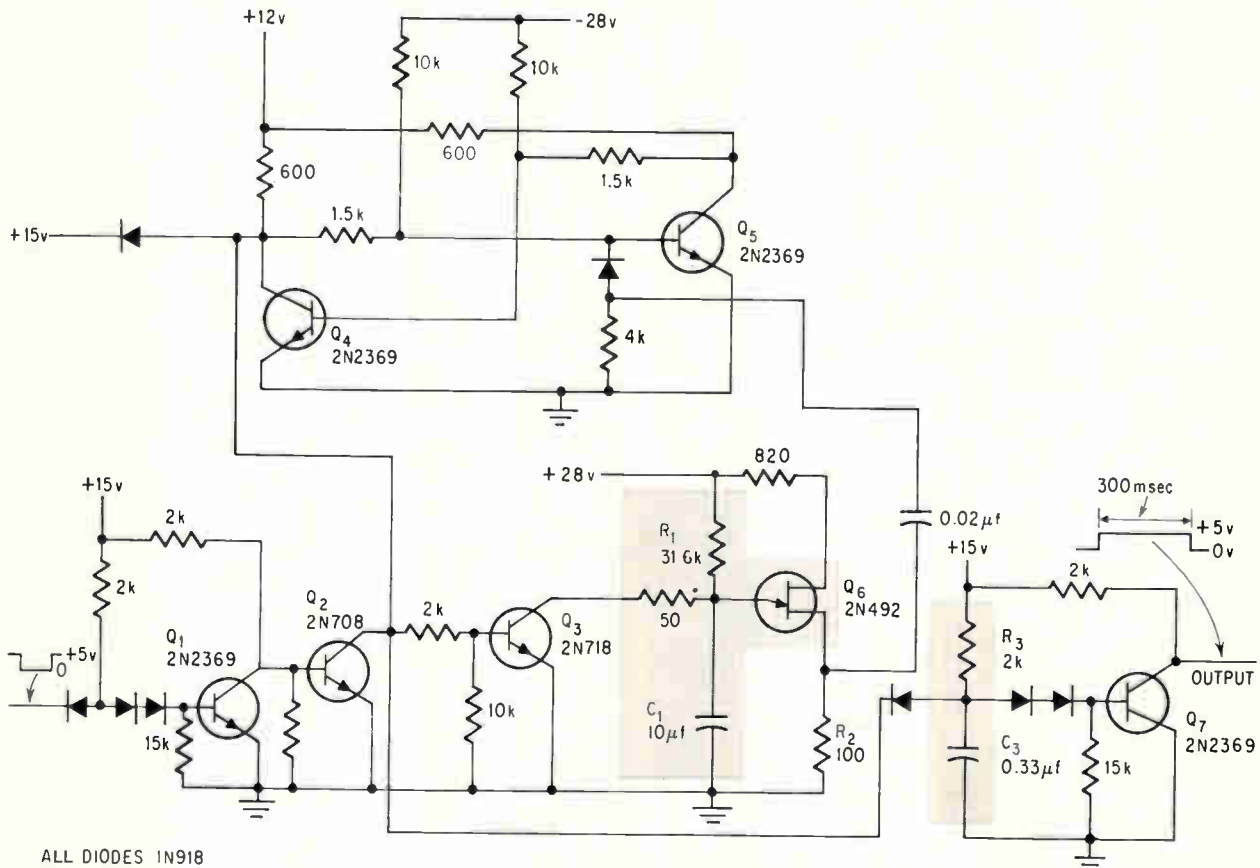 +12v
-28v
10k
10k
600
600
1.5k
1.5k
+15v
Q5
2N2369
Q4
2N2369
4k
+28v
820
300 msec
+5v
0v
+15v
2k
2k
R1
31 6k
0.02μf
+15v
2k
Q6
2N492
Q2
2N708
2k
Q3
2N718
50
Q1
2N2369
R3
2k
OUTPUT
+5v
0
15k
10k
C1
10μf
R2
100
Q7
2N2369
C3
0.33μf
15k
ALL DIODES 1N918